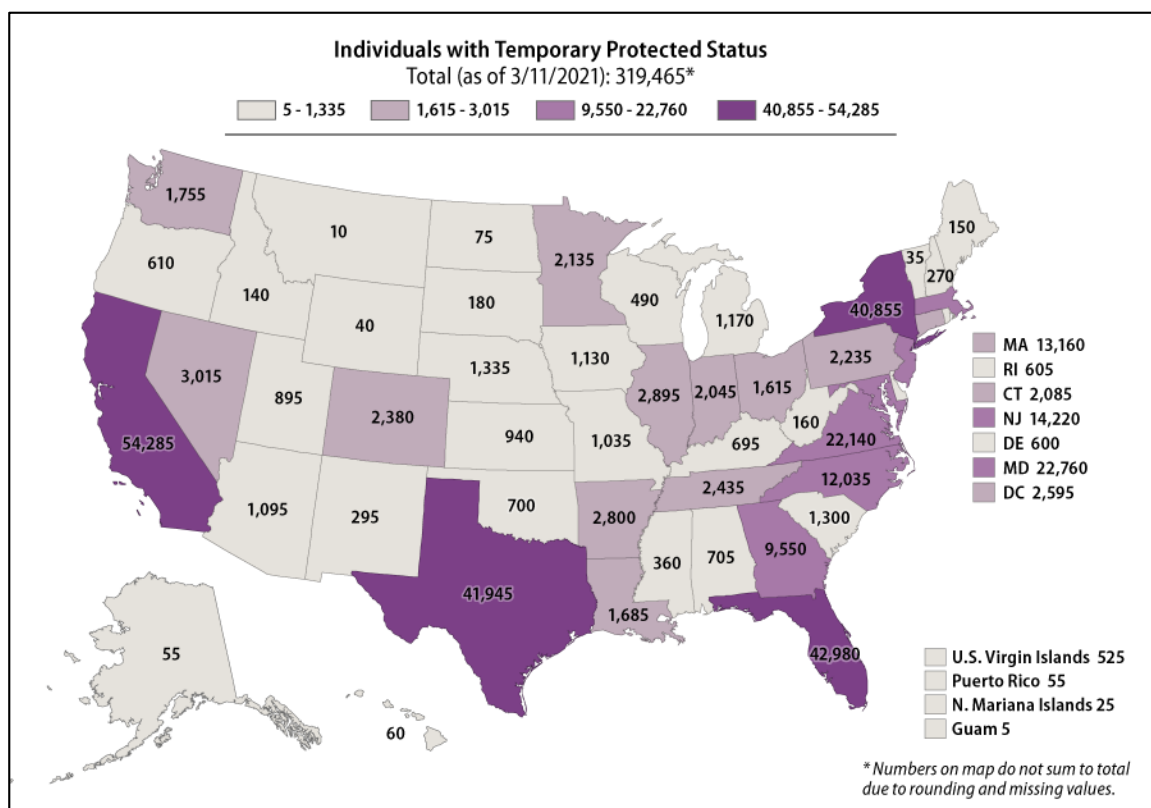 Individuals with Temporary Protected Status
Total (as of 3/11/2021): 319,465*
5 - 1,335 1,615 - 3,015 9,550 - 22,760 40,855 - 54,285
1,755
10
75
2,135
150
35
270
610
140
180
490
1,170
40,855
40
1,335
1,130
2,235
3,015
895
2,380
2,895
2,045
1,615
160
54,285
940
1,035
695
22,140
12,035
1,095
295
700
2,800
2,435
1,300
360
705
9,550
41,945
1,685
42,980
55
60
MA 13,160
RI 605
CT 2,085
NJ 14,220
DE 600
MD 22,760
DC 2,595
U.S. Virgin Islands 525
Puerto Rico 55
N. Mariana Islands 25
Guam 5
* Numbers on map do not sum to total
due to rounding and missing values.